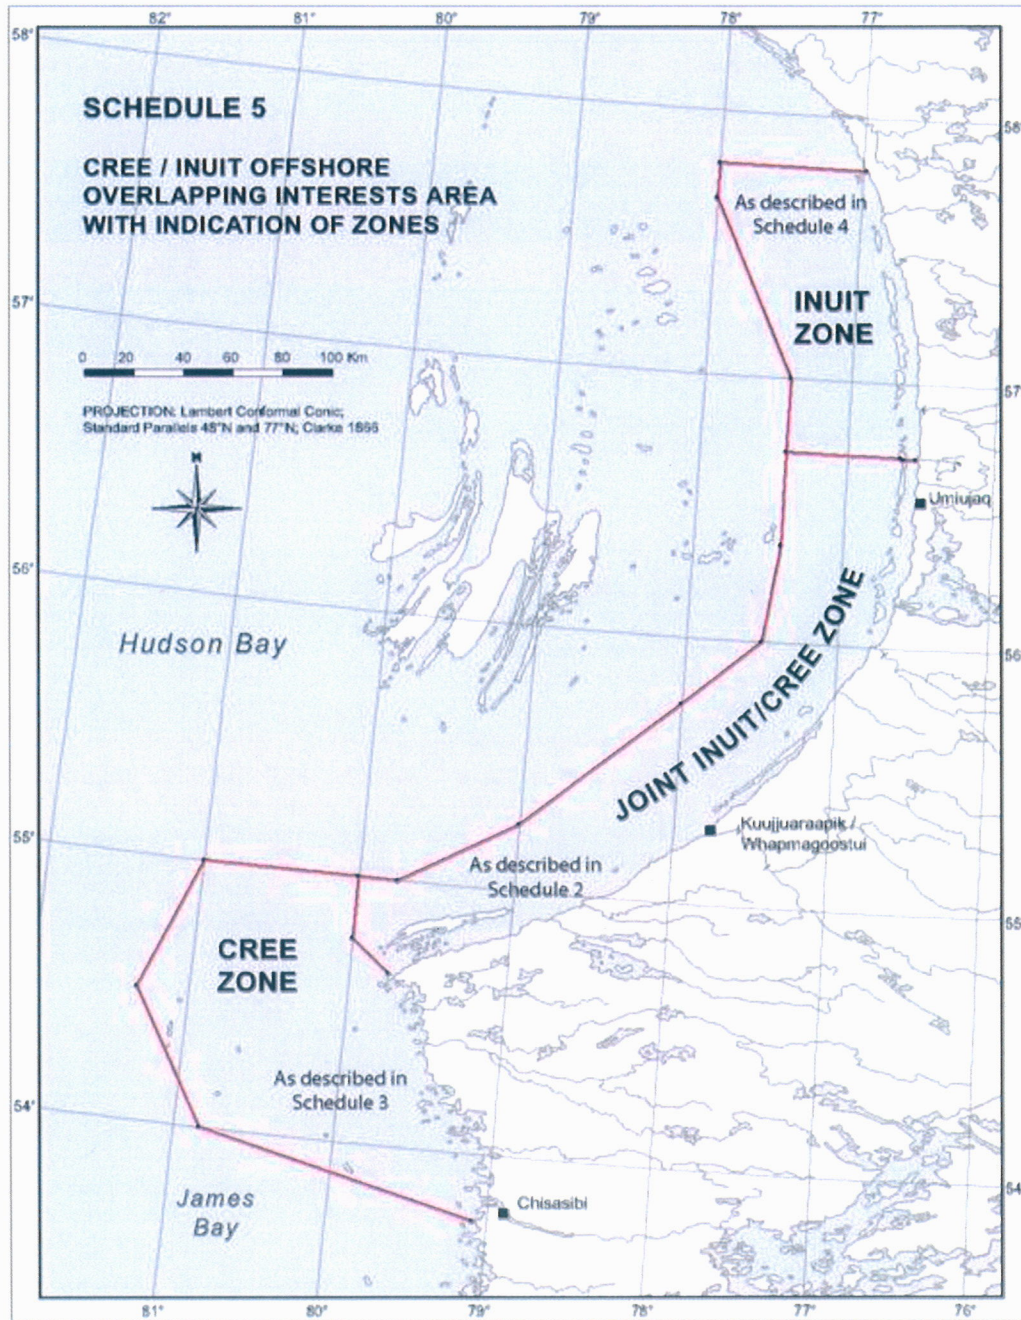 82° 81° 80° 79° 78° 77°
58°
SCHEDULE 5
CREE / INUIT OFFSHORE
OVERLAPPING INTERESTS AREA
WITH INDICATION OF ZONES
58°
As described in
Schedule 4
INUIT
ZONE
57°
0 20 40 60 80 100 Km
PROJECTION: Lambert Conformal Conic;
Standard Parallels 48°N and 77°N; Clarke 1866
57°
N
Umiujaq
56°
Hudson Bay
JOINT INUIT/CREE ZONE
56°
55°
Kuujjuaraapik /
Whapmagoostui
As described in
Schedule 2
55°
CREE
ZONE
As described in
Schedule 3
54°
James
Bay
Chisasibi
54°
81° 80° 79° 78° 77° 76°